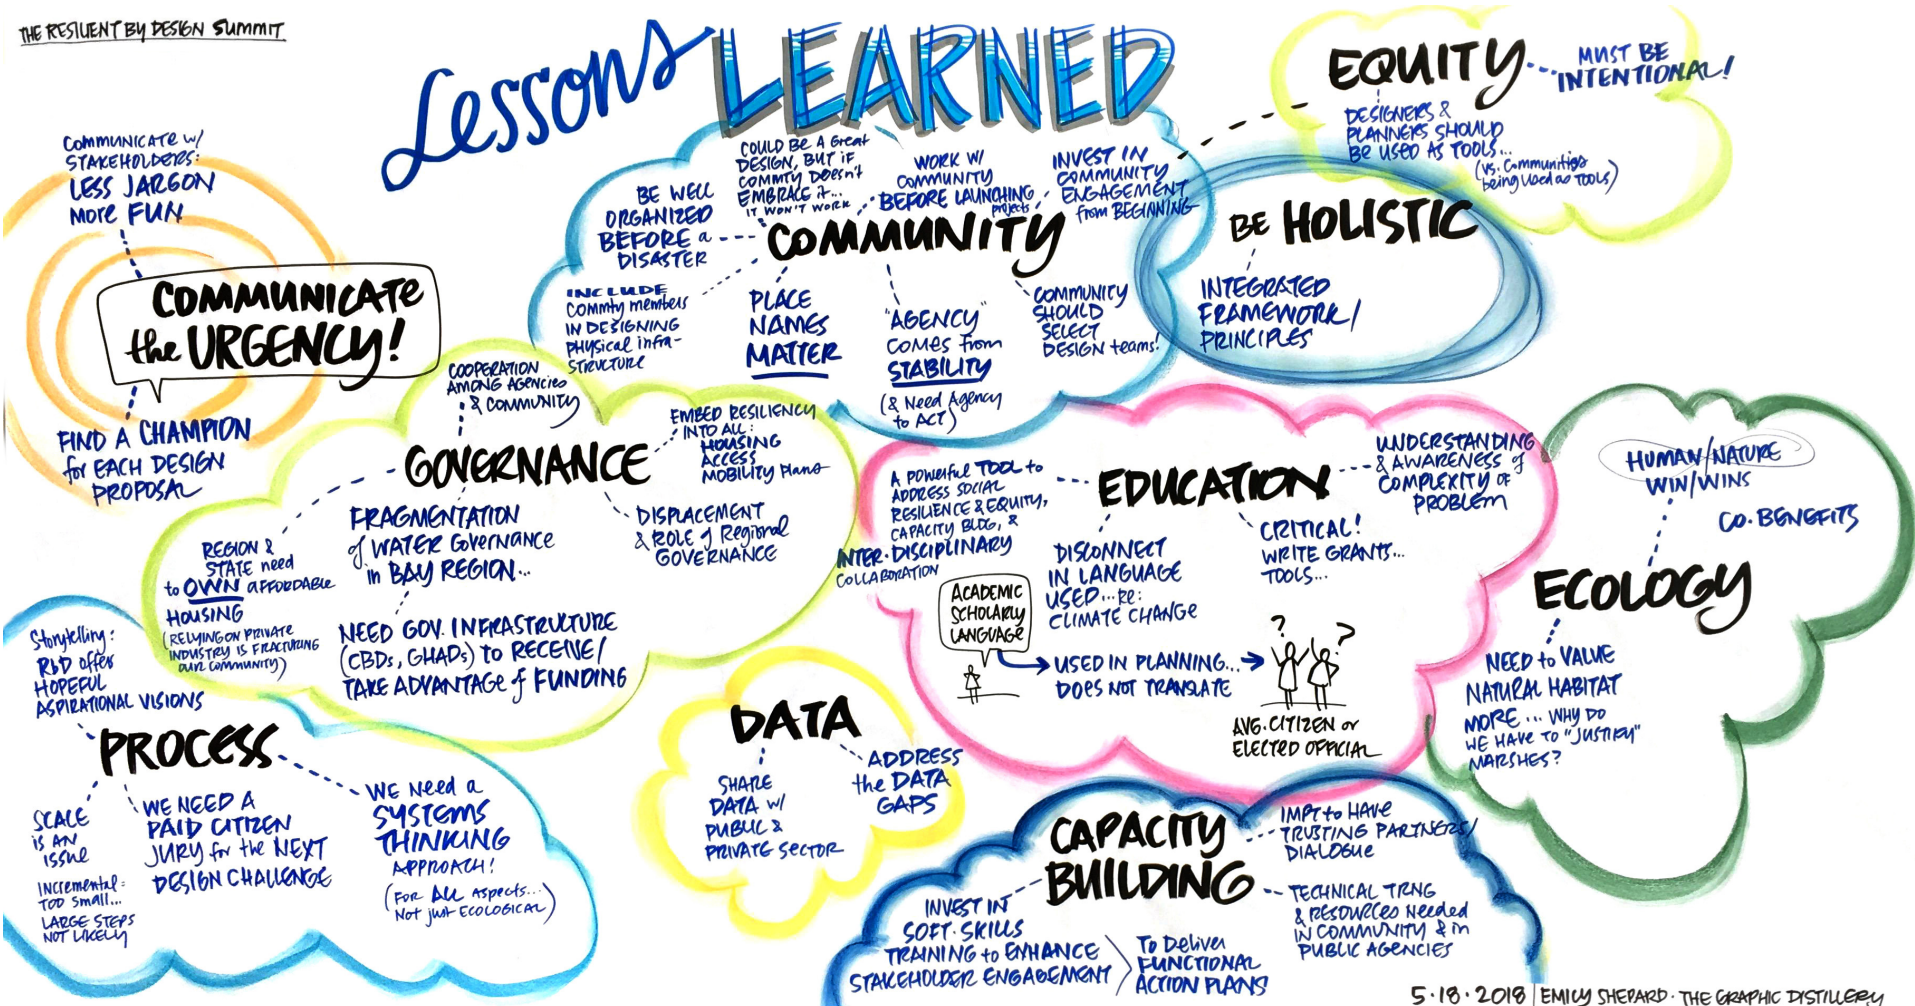 THE RESILIENT BY DESIGN SUMMIT
Lessons LEARNED
COMMUNICATE W/
STAKEHOLDERS:
LESS JARGON
MORE FUN
COMMUNICATE
the URGENCY!
FIND A CHAMPION
for EACH DESIGN
PROPOSAL
COULD BE A Great
DESIGN, BUT IF
COMMTY DOESN'T
EMBRACE it...
IT WON'T WORK
WORK W/
COMMUNITY
BEFORE LAUNCHING
projects
INVEST IN
COMMUNITY
ENGAGEMENT
from BEGINNING
BE WELL
ORGANIZED
BEFORE a
DISASTER
COMMUNITY
INCLUDE
Commty members
IN DESIGNING
physical infra-
STRUCTURE
PLACE
NAMES
MATTER
"AGENCY"
COMES from
STABILITY
(& Need Agency
to ACT)
COMMUNITY
SHOULD
SELECT
DESIGN teams!
EQUITY
MUST BE
INTENTIONAL!
DESIGNERS &
PLANNERS SHOULD
BE USED AS TOOLS...
(vs. Communities
being used as TOOLS)
BE HOLISTIC
INTEGRATED
FRAMEWORK/
PRINCIPLES
COOPERATION
AMONG AGENCIES
& COMMUNITY
EMBED RESILIENCY
INTO ALL:
HOUSING
ACCESS
MOBILITY Plans
GOVERNANCE
REGION &
STATE need
to OWN AFFORDABLE
HOUSING
(RELYING ON PRIVATE
INDUSTRY IS FRACTURING
OUR COMMUNITY)
FRAGMENTATION
of WATER GOVERNANCE
in BAY REGION...
NEED GOV. INFRASTRUCTURE
(CBDs, GHADs) to RECEIVE/
TAKE ADVANTAGE of FUNDING
DISPLACEMENT
& ROLE of Regional
GOVERNANCE
A Powerful TOOL to
ADDRESS SOCIAL
RESILIENCE & EQUITY,
CAPACITY BLDG, &
INTER-DISCIPLINARY
COLLABORATION
EDUCATION
UNDERSTANDING
& AWARENESS of
COMPLEXITY OF
PROBLEM
DISCONNECT
IN LANGUAGE
USED... re:
CLIMATE CHANGE
CRITICAL!
WRITE GRANTS...
TOOLS...
ACADEMIC
SCHOLARLY
LANGUAGE
USED IN PLANNING...
DOES NOT TRANSLATE
? ?
AVG. CITIZEN or
ELECTED OFFICIAL
HUMAN/NATURE
WIN/WINS
CO-BENEFITS
ECOLOGY
NEED to VALUE
NATURAL HABITAT
MORE... WHY DO
WE HAVE TO "JUSTIFY"
MARSHES?
Storytelling:
RbD offers
HOPEFUL
ASPIRATIONAL VISIONS
PROCESS
SCALE
IS AN
ISSUE
Incremental =
TOO small...
LARGE STEPS
NOT LIKELY
WE NEED A
PAID CITIZEN
JURY for the NEXT
DESIGN CHALLENGE
WE Need a
SYSTEMS
THINKING
APPROACH!
(FOR ALL ASPECTS...
Not just ECOLOGICAL)
DATA
SHARE
DATA W/
PUBLIC &
PRIVATE SECTOR
ADDRESS
the DATA
GAPS
CAPACITY
BUILDING
IMPT to HAVE
TRUSTING PARTNERS/
DIALOGUE
TECHNICAL TRNG
& RESOURCES Needed
IN COMMUNITY & in
PUBLIC AGENCIES
INVEST IN
SOFT-SKILLS
TRAINING to ENHANCE
STAKEHOLDER ENGAGEMENT
To Deliver
FUNCTIONAL
ACTION PLANS
5·18·2018 | EMILY SHEPARD · THE GRAPHIC DISTILLERY